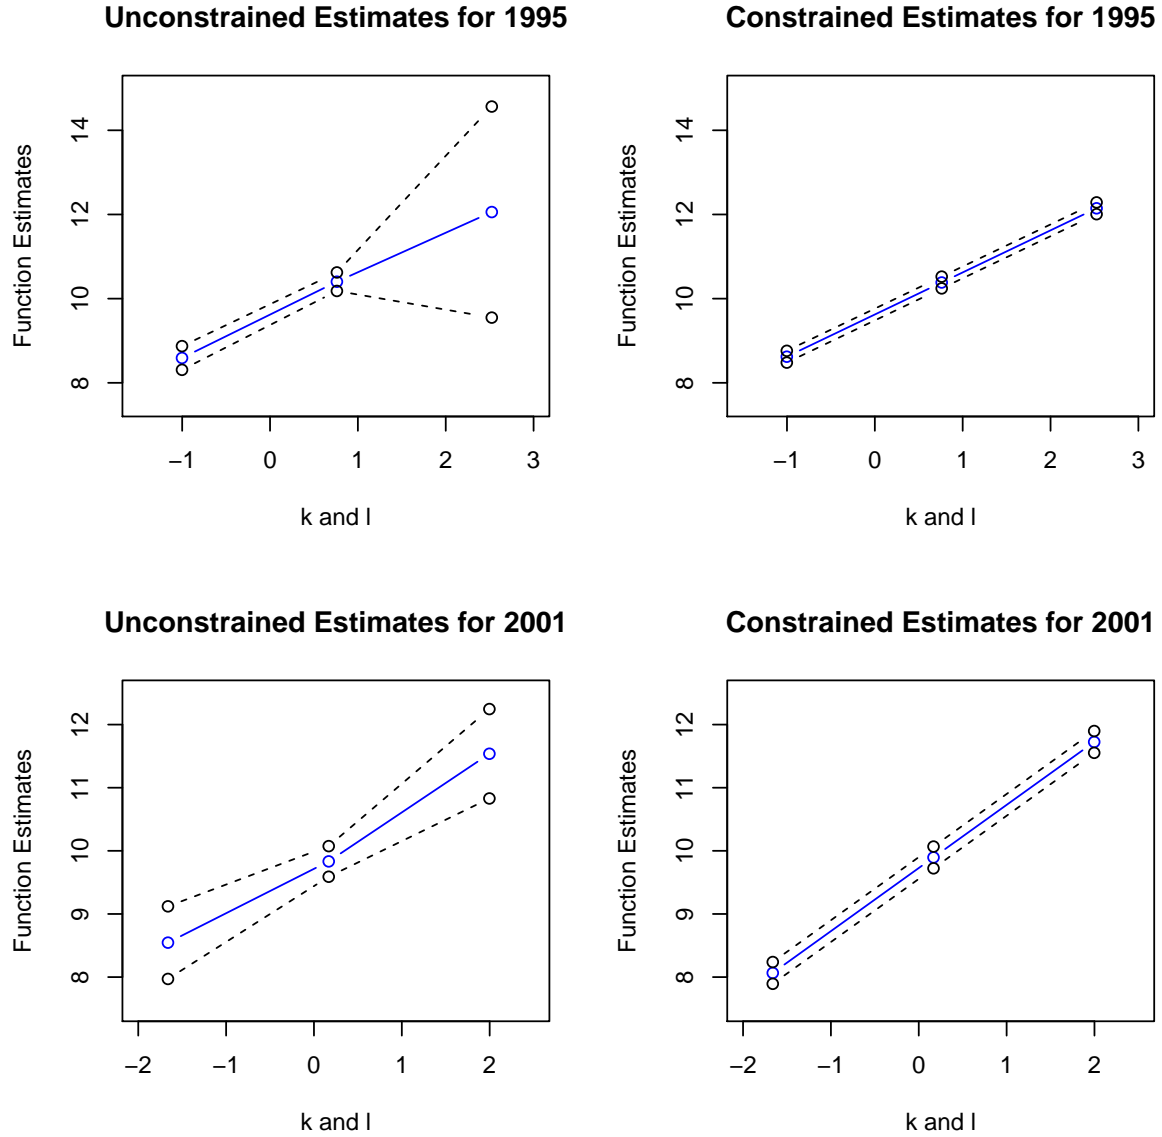 Unconstrained Estimates for 1995
Function Estimates
14
12
10
8
−1 0 1 2 3
k and l
Constrained Estimates for 1995
Function Estimates
14
12
10
8
−1 0 1 2 3
k and l
Unconstrained Estimates for 2001
Function Estimates
12
11
10
9
8
−2 −1 0 1 2
k and l
Constrained Estimates for 2001
Function Estimates
12
11
10
9
8
−2 −1 0 1 2
k and l